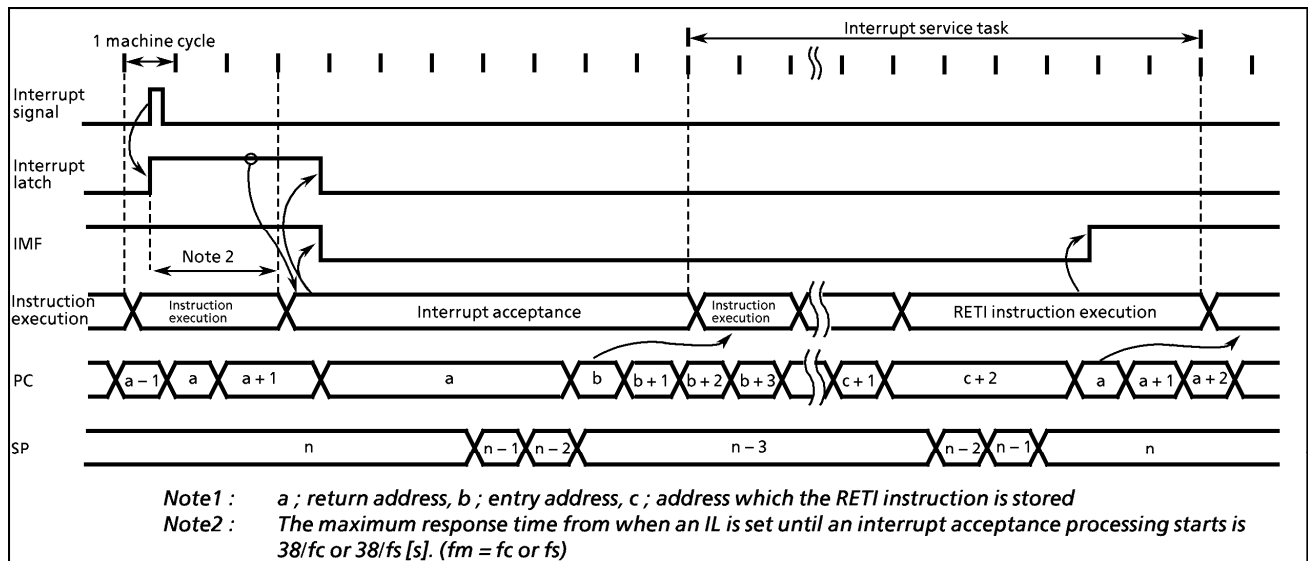 Interrupt service task
1 machine cycle
Interrupt
signal
Interrupt
latch
IMF
Note 2
Instruction
execution
Instruction
execution
Interrupt acceptance
Instruction
execution
RETI instruction execution
PC
a – 1
a
a + 1
a
b
b + 1
b + 2
b + 3
c + 1
c + 2
a
a + 1
a + 2
SP
n
n – 1
n – 2
n – 3
n – 2
n – 1
n
Note1 : a ; return address, b ; entry address, c ; address which the RETI instruction is stored
Note2 : The maximum response time from when an IL is set until an interrupt acceptance processing starts is
38/fc or 38/fs [s]. (fm = fc or fs)